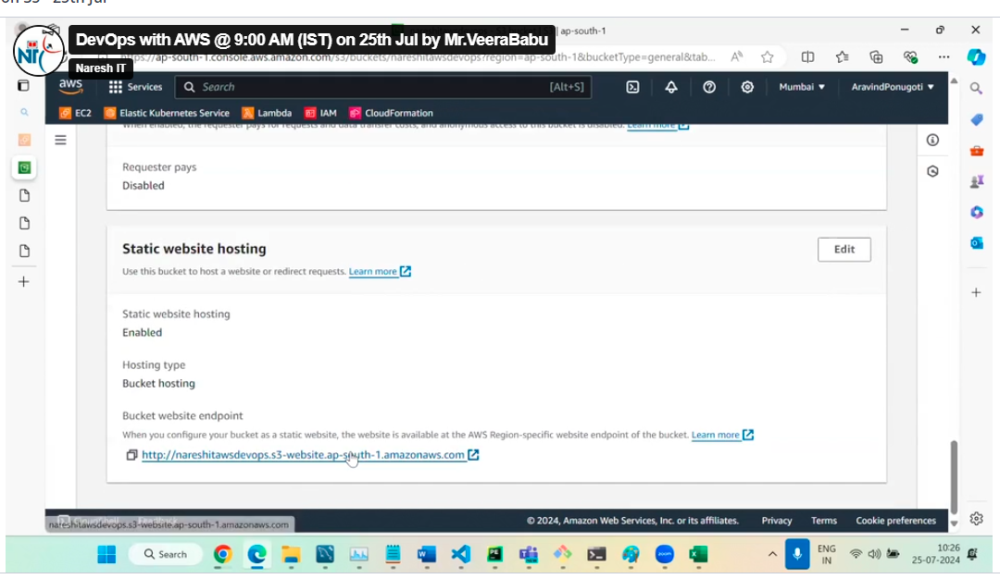 on S3 - 25th Jul
DevOps with AWS @ 9:00 AM (IST) on 25th Jul by Mr.VeeraBabu
Naresh IT
| ap-south-1
https://ap-south-1.console.aws.amazon.com/s3/buckets/nareshitawsdevops?region=ap-south-1&bucketType=general&tab...
aws
Services
Search
[Alt+S]
Mumbai
AravindPonugoti
EC2
Elastic Kubernetes Service
Lambda
IAM
CloudFormation
When enabled, the requester pays for requests and data transfer costs, and anonymous access to this bucket is disabled. Learn more
Requester pays
Disabled
Static website hosting
Edit
Use this bucket to host a website or redirect requests. Learn more
Static website hosting
Enabled
Hosting type
Bucket hosting
Bucket website endpoint
When you configure your bucket as a static website, the website is available at the AWS Region-specific website endpoint of the bucket. Learn more
http://nareshitawsdevops.s3-website.ap-south-1.amazonaws.com
nareshitawsdevops.s3-website.ap-south-1.amazonaws.com
© 2024, Amazon Web Services, Inc. or its affiliates.
Privacy
Terms
Cookie preferences
Search
zoom
ENG
IN
10:26
25-07-2024